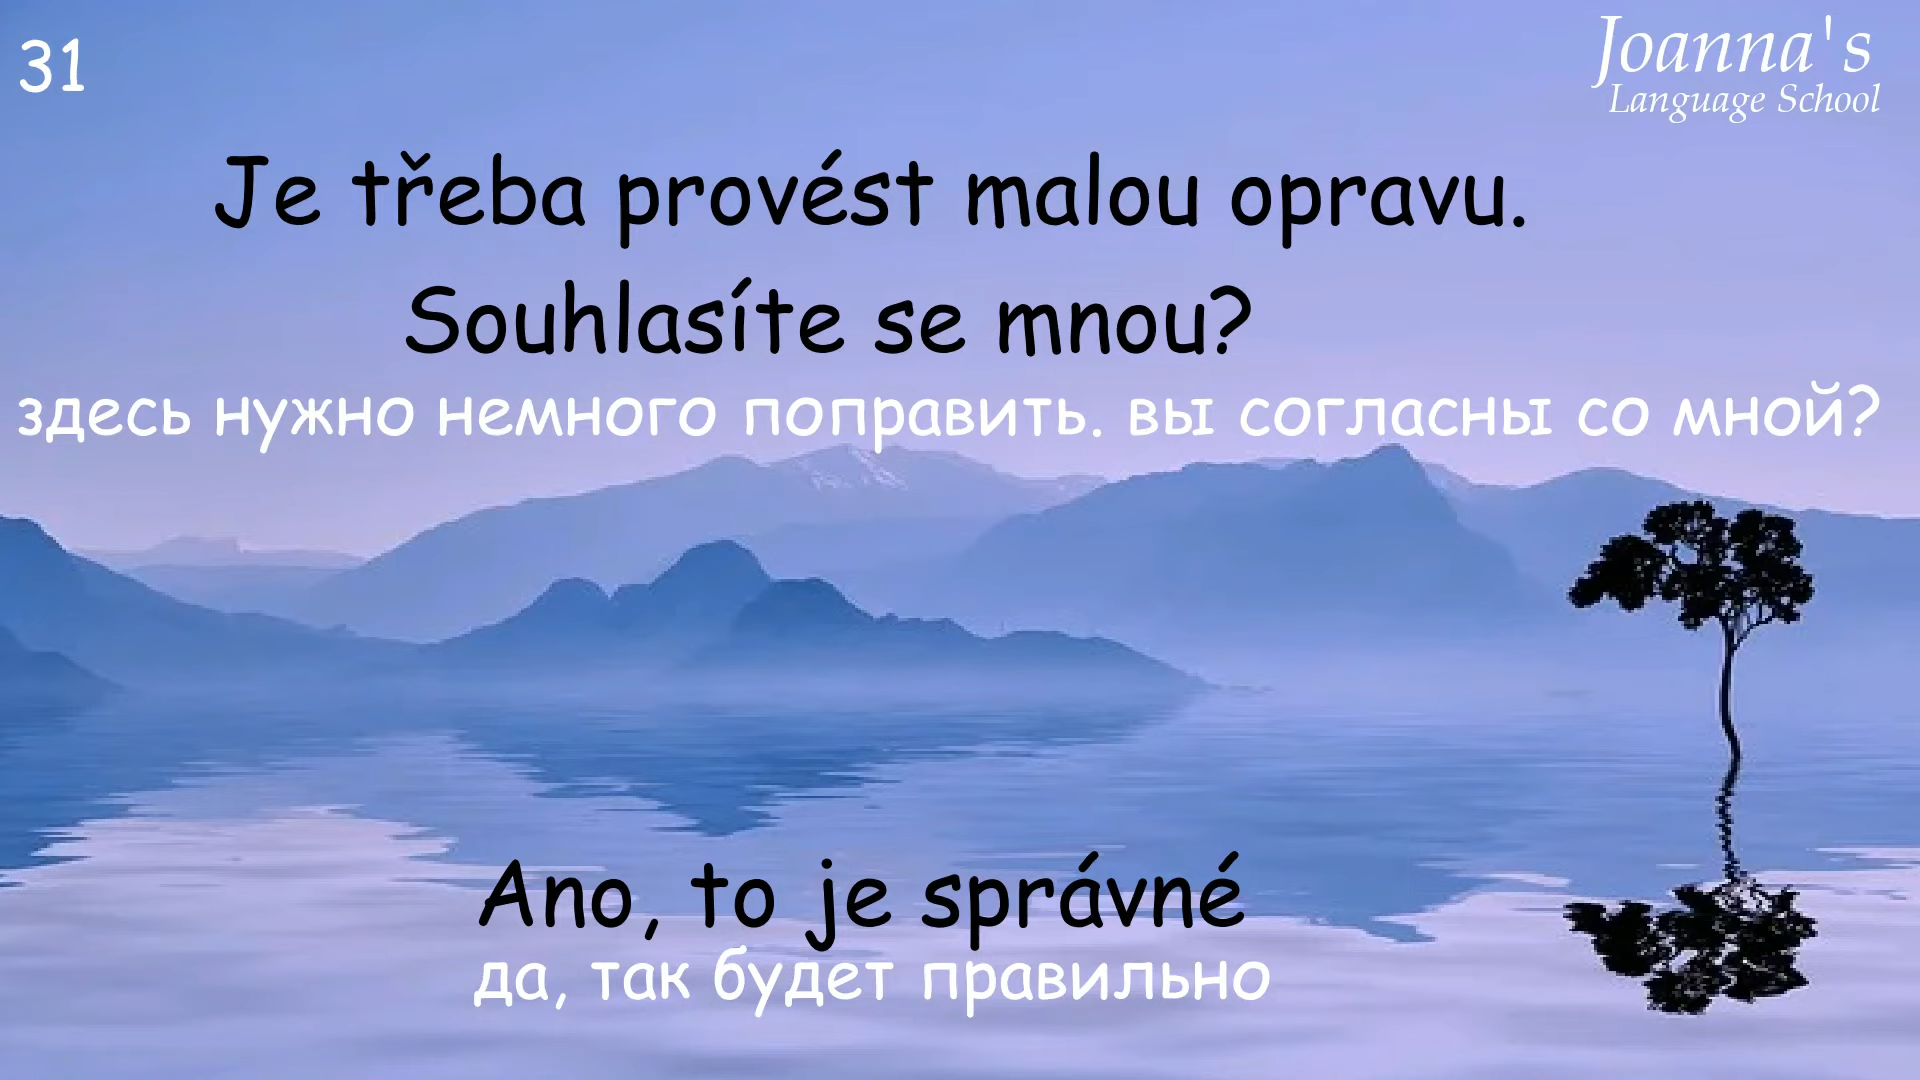 31
Joanna's
Language School
Je třeba provést malou opravu.
Souhlasíte se mnou?
здесь нужно немного поправить. вы согласны со мной?
Ano, to je správné
да, так будет правильно